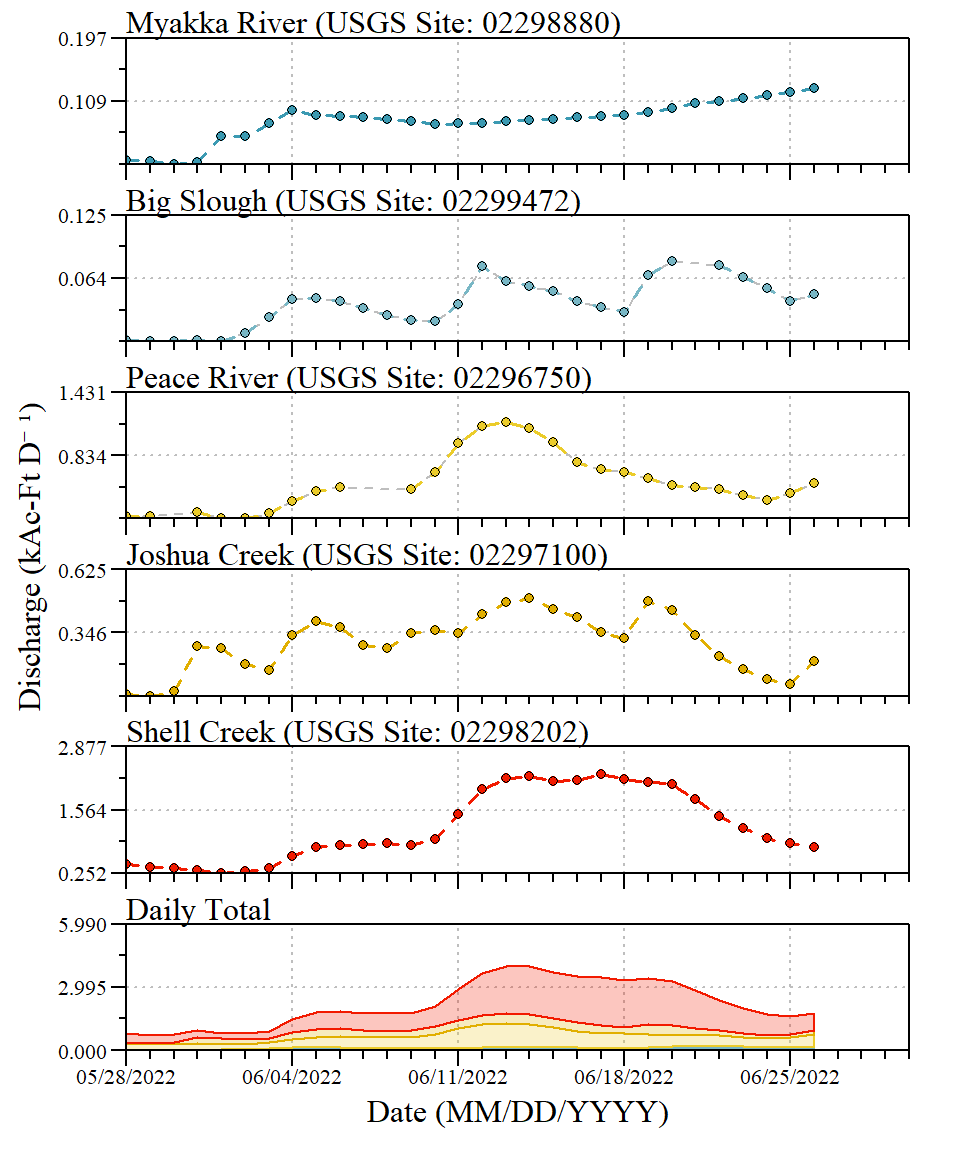 Myakka River (USGS Site: 02298880)
0.197
0.109
Big Slough (USGS Site: 02299472)
0.125
0.064
Peace River (USGS Site: 02296750)
1.431
0.834
Discharge (kAc-Ft D⁻¹)
Joshua Creek (USGS Site: 02297100)
0.625
0.346
Shell Creek (USGS Site: 02298202)
2.877
1.564
0.252
Daily Total
5.990
2.995
0.000
05/28/2022 06/04/2022 06/11/2022 06/18/2022 06/25/2022
Date (MM/DD/YYYY)